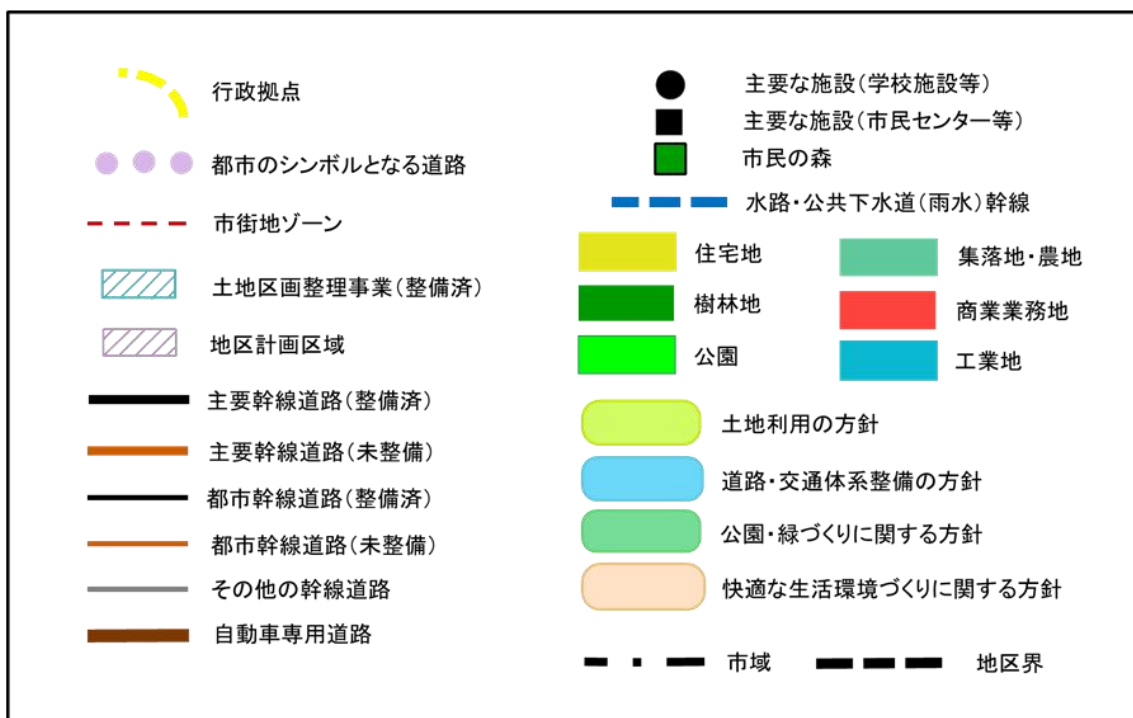 行政拠点
都市のシンボルとなる道路
市街地ゾーン
土地区画整理事業(整備済)
地区計画区域
主要幹線道路(整備済)
主要幹線道路(未整備)
都市幹線道路(整備済)
都市幹線道路(未整備)
その他の幹線道路
自動車専用道路
主要な施設(学校施設等)
主要な施設(市民センター等)
市民の森
水路・公共下水道(雨水)幹線
住宅地
集落地・農地
樹林地
商業業務地
公園
工業地
土地利用の方針
道路・交通体系整備の方針
公園・緑づくりに関する方針
快適な生活環境づくりに関する方針
市域
地区界